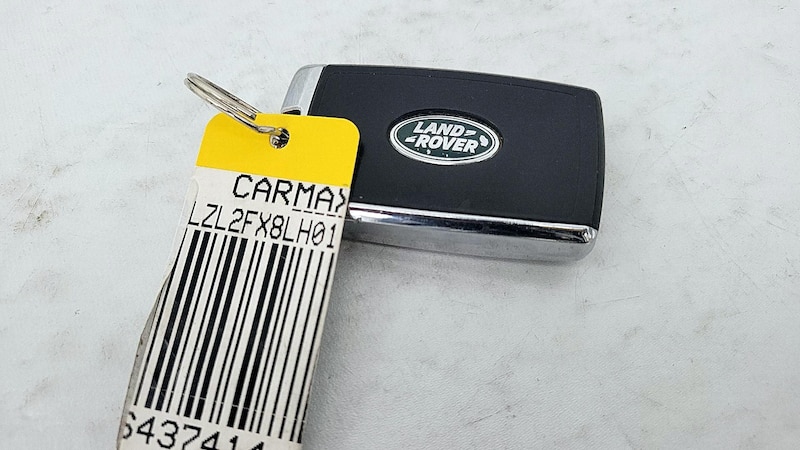 LAND-
-ROVER
CARMAX
LZL2FX8LH01
6437414